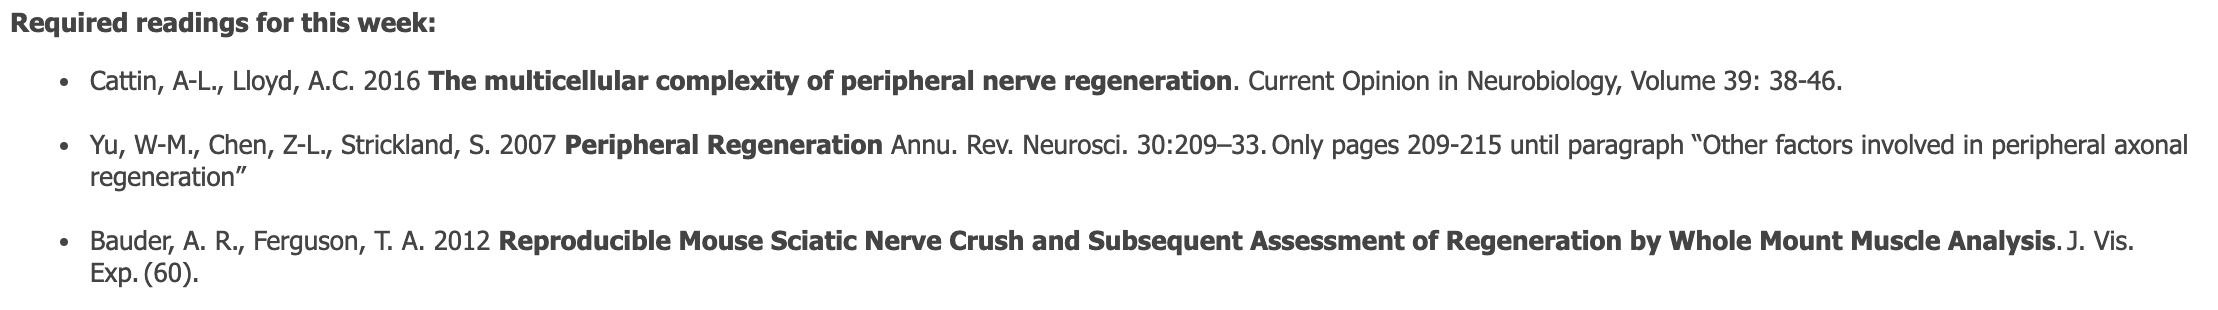 Required readings for this week:
• Cattin, A-L., Lloyd, A.C. 2016 The multicellular complexity of peripheral nerve regeneration. Current Opinion in Neurobiology, Volume 39: 38-46.
• Yu, W-M., Chen, Z-L., Strickland, S. 2007 Peripheral Regeneration Annu. Rev. Neurosci. 30:209–33. Only pages 209-215 until paragraph “Other factors involved in peripheral axonal
regeneration”
• Bauder, A. R., Ferguson, T. A. 2012 Reproducible Mouse Sciatic Nerve Crush and Subsequent Assessment of Regeneration by Whole Mount Muscle Analysis. J. Vis.
Exp. (60).